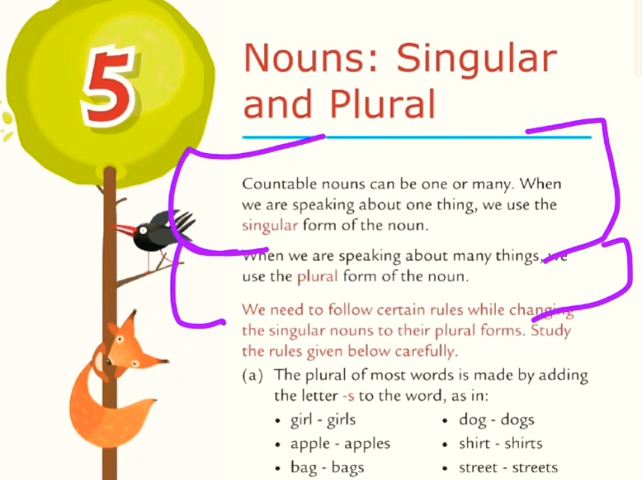 5
Nouns: Singular
and Plural
Countable nouns can be one or many. When
we are speaking about one thing, we use the
singular form of the noun.
When we are speaking about many things, we
use the plural form of the noun.
We need to follow certain rules while changing
the singular nouns to their plural forms. Study
the rules given below carefully.
(a) The plural of most words is made by adding
the letter -s to the word, as in:
• girl - girls • dog - dogs
• apple - apples • shirt - shirts
• bag - bags • street - streets